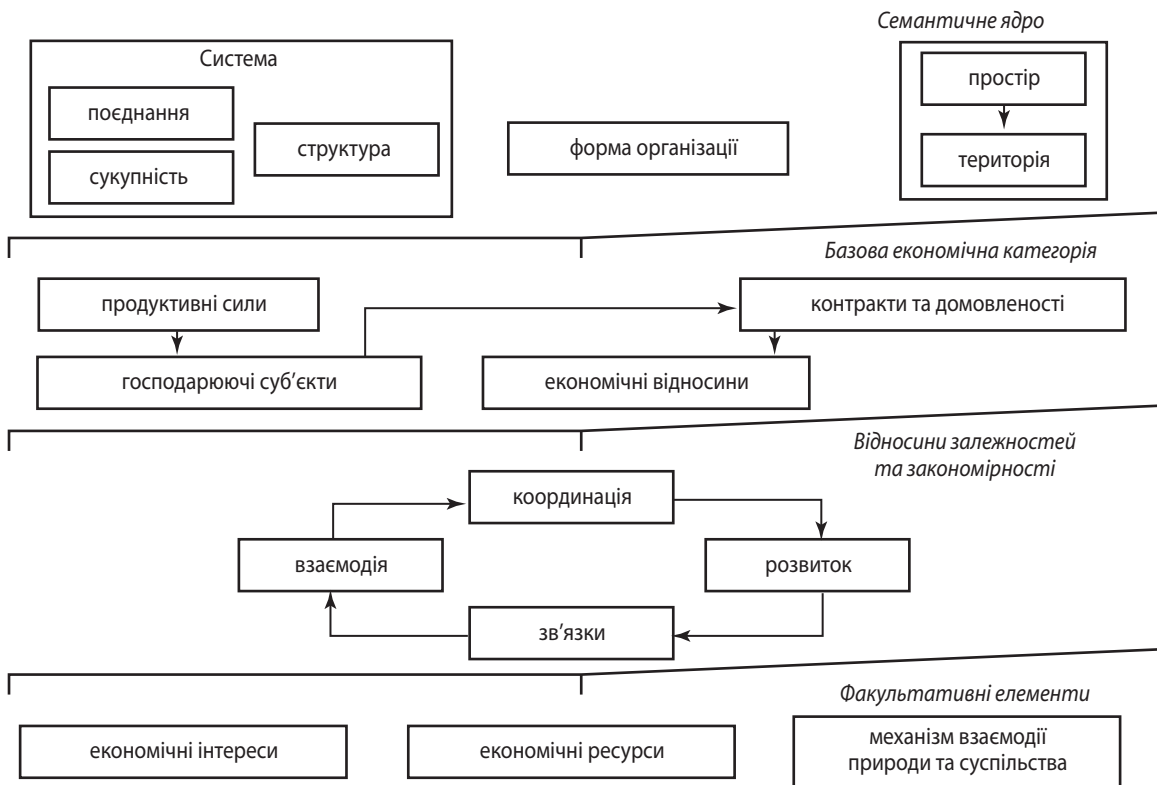 Семантичне ядро
Система
поєднання
сукупність
структура
форма організації
простір
територія
Базова економічна категорія
продуктивні сили
контракти та домовленості
господарюючі суб’єкти
економічні відносини
Відносини залежностей
та закономірності
координація
взаємодія
розвиток
зв’язки
Факультативні елементи
економічні інтереси
економічні ресурси
механізм взаємодії
природи та суспільства